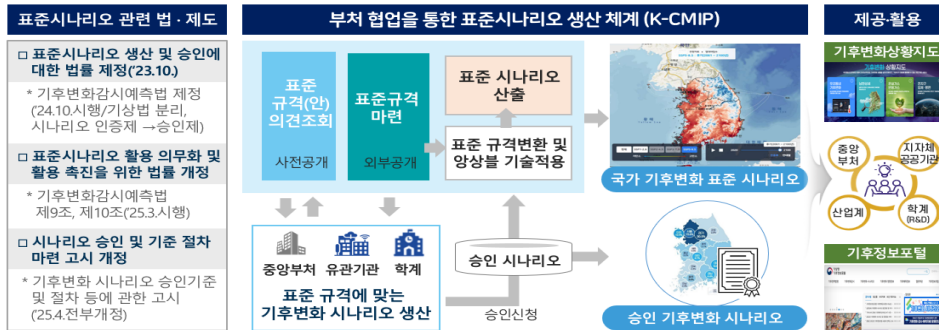 표준시나리오 관련 법 · 제도
□ 표준시나리오 생산 및 승인에
대한 법률 제정('23.10.)
* 기후변화감시예측법 제정
('24.10.시행/기상법 분리,
시나리오 인증제 →승인제)
□ 표준시나리오 활용 의무화 및
활용 촉진을 위한 법률 개정
* 기후변화감시예측법
제9조, 제10조('25.3.시행)
□ 시나리오 승인 및 기준 절차
마련 고시 개정
* 기후변화 시나리오 승인기준
및 절차 등에 관한 고시
('25.4.전부개정)
부처 협업을 통한 표준시나리오 생산 체계 (K-CMIP)
표준
규격(안)
의견조회
사전공개
표준규격
마련
외부공개
표준 시나리오
산출
표준 규격변환 및
앙상블 기술적용
국가 기후변화 표준 시나리오
중앙부처
유관기관
학계
표준 규격에 맞는
기후변화 시나리오 생산
승인 시나리오
승인신청
승인 기후변화 시나리오
제공·활용
기후변화상황지도
기후변화 상황지도
중앙
부처
지자체
공공기관
산업계
학계
(R&D)
기후정보포털